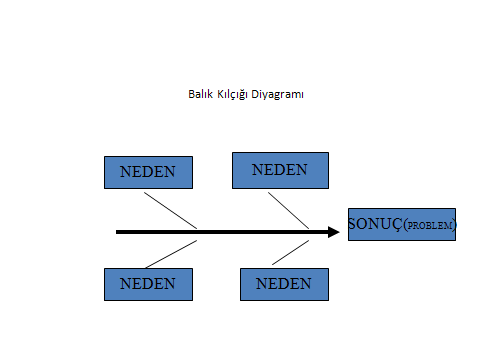 Balık Kılçığı Diyagramı
NEDEN
NEDEN
SONUÇ(PROBLEM)
NEDEN
NEDEN